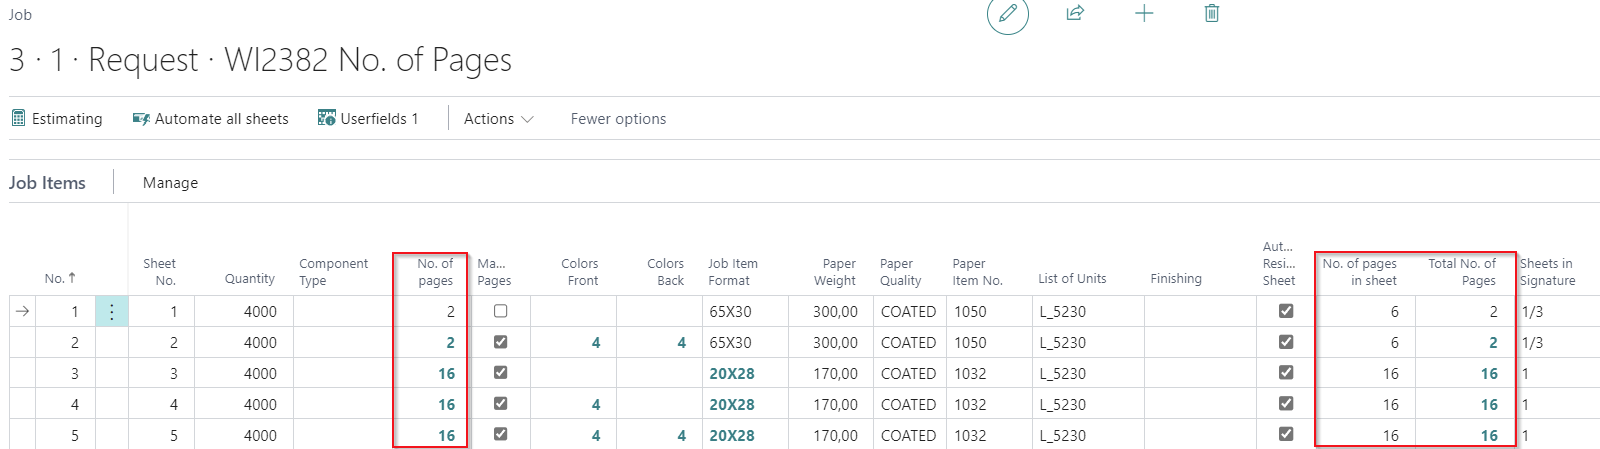 Job
3 · 1 · Request · WI2382 No. of Pages
Estimating Automate all sheets Userfields 1 Actions Fewer options
Job Items Manage
No. ↑ Sheet No. Quantity Component Type No. of pages Ma... Pages Colors Front Colors Back Job Item Format Paper Weight Paper Quality Paper Item No. List of Units Finishing Aut... Resi... Sheet No. of pages in sheet Total No. of Pages Sheets in Signature
1 1 4000 2 65X30 300,00 COATED 1050 L_5230 6 2 1/3
2 2 4000 2 4 4 65X30 300,00 COATED 1050 L_5230 6 2 1/3
3 3 4000 16 20X28 170,00 COATED 1032 L_5230 16 16 1
4 4 4000 16 4 20X28 170,00 COATED 1032 L_5230 16 16 1
5 5 4000 16 4 4 20X28 170,00 COATED 1032 L_5230 16 16 1